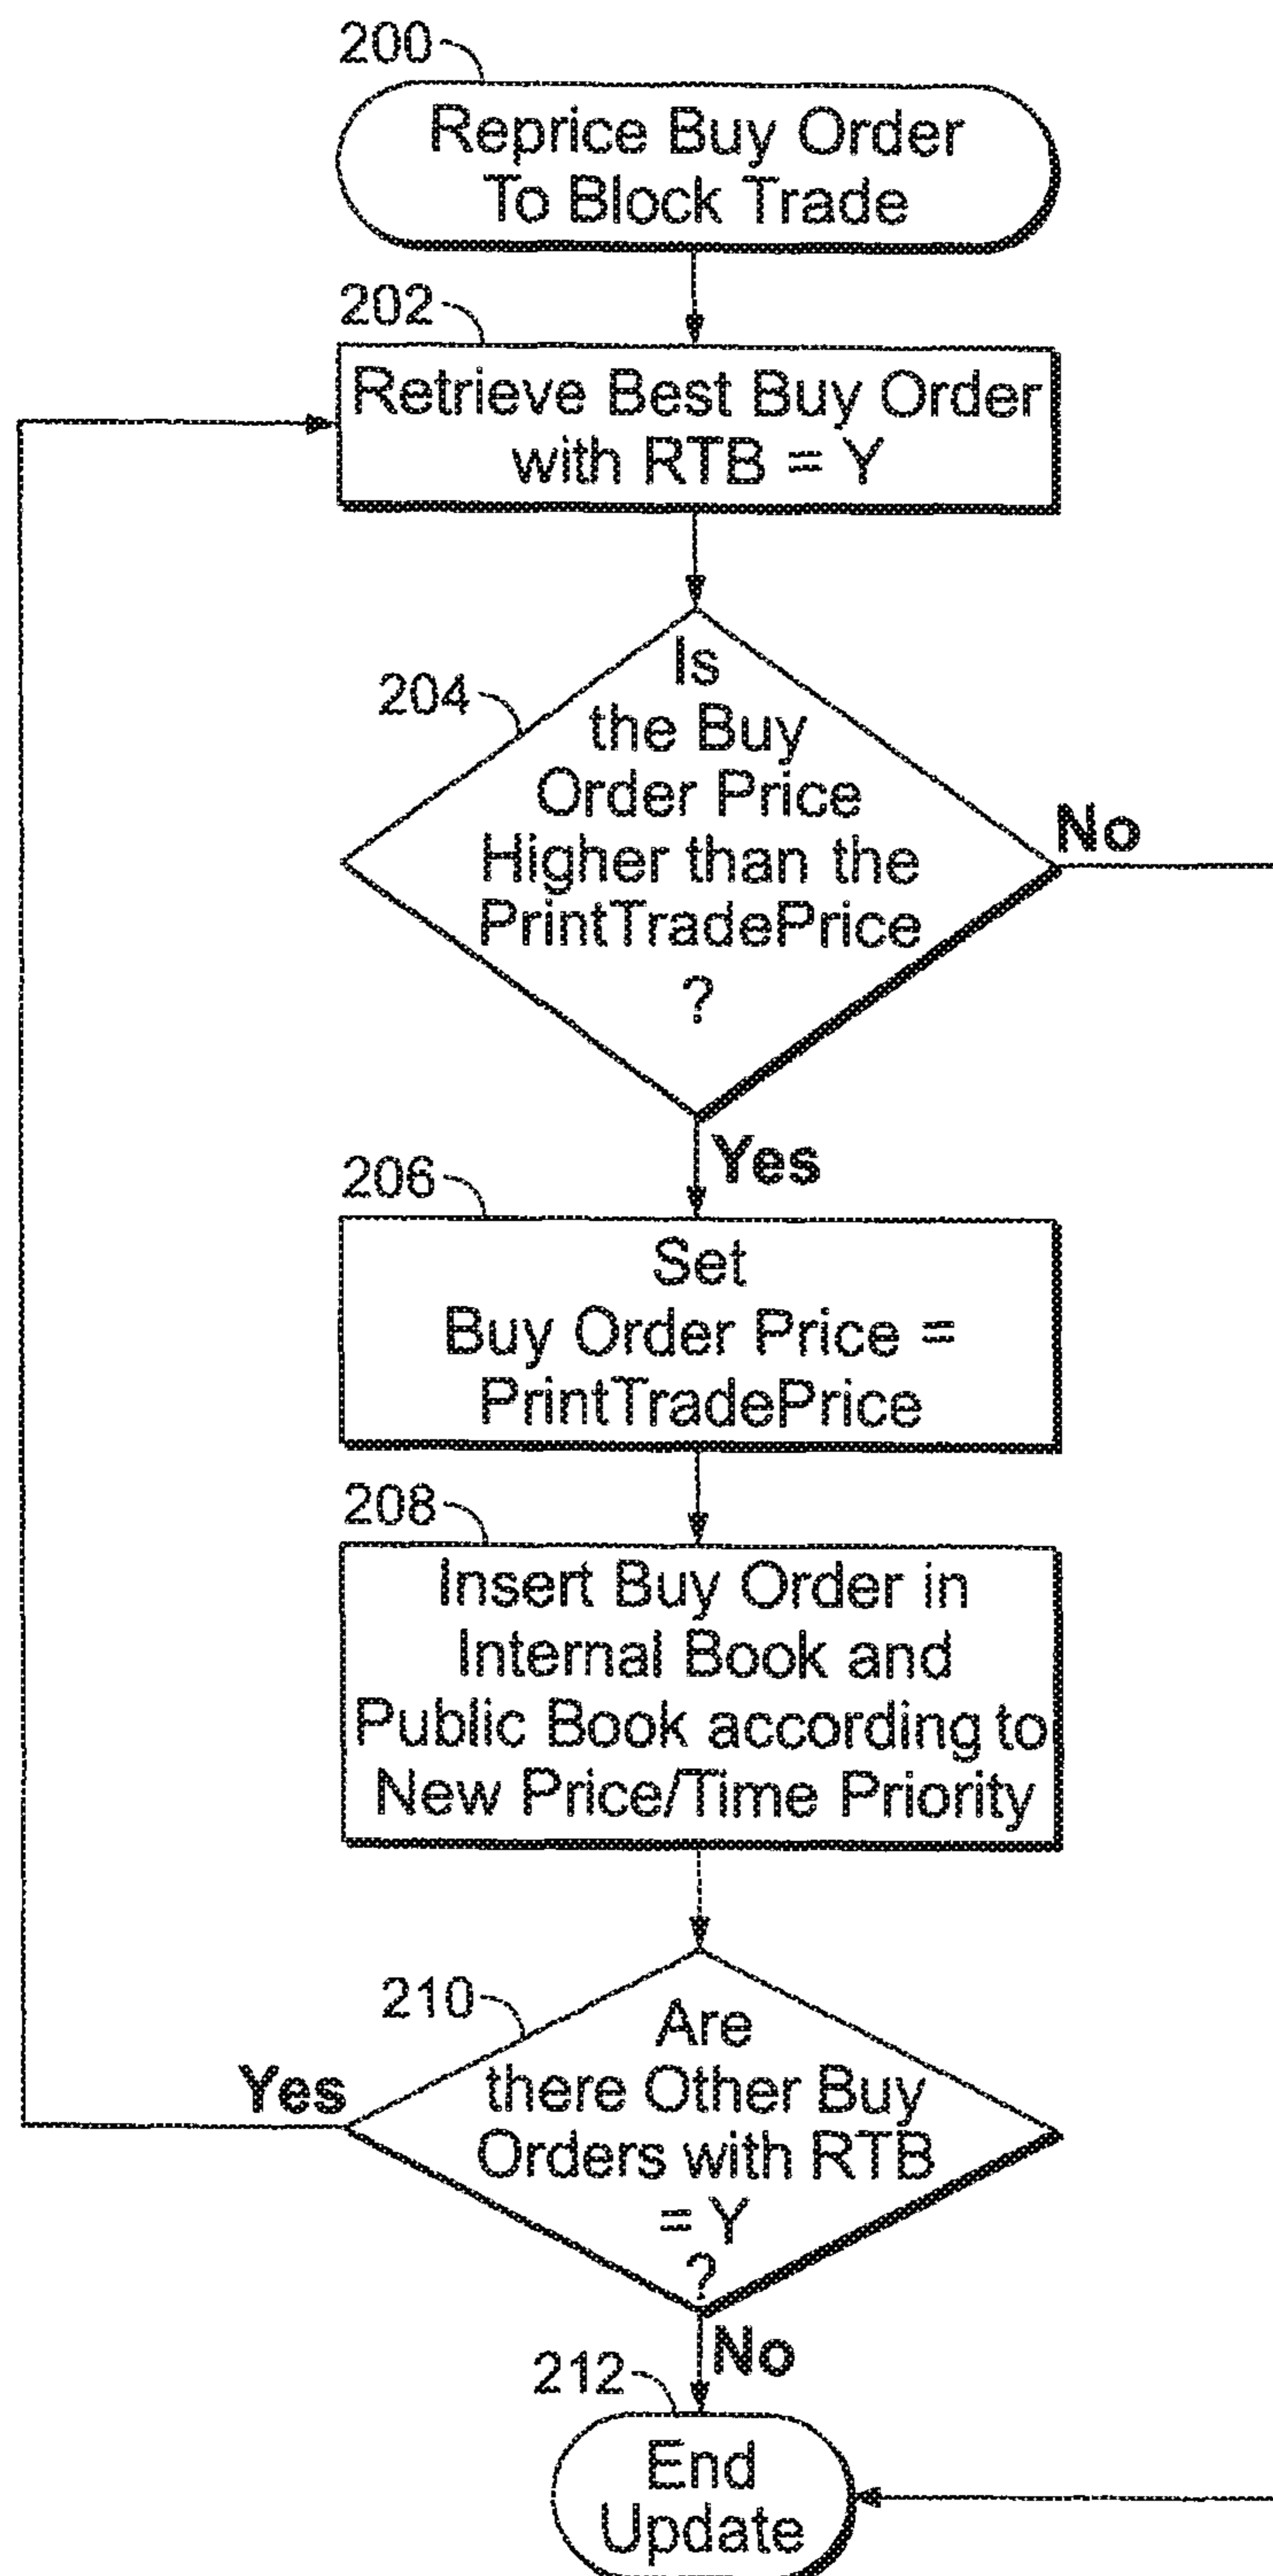 200
Reprice Buy Order
To Block Trade
202
Retrieve Best Buy Order
with RTB = Y
204
Is
the Buy
Order Price
Higher than the
PrintTradePrice
?
No
Yes
206
Set
Buy Order Price =
PrintTradePrice
208
Insert Buy Order in
Internal Book and
Public Book according to
New Price/Time Priority
210
Are
there Other Buy
Orders with RTB
= Y
?
Yes
No
212
End
Update